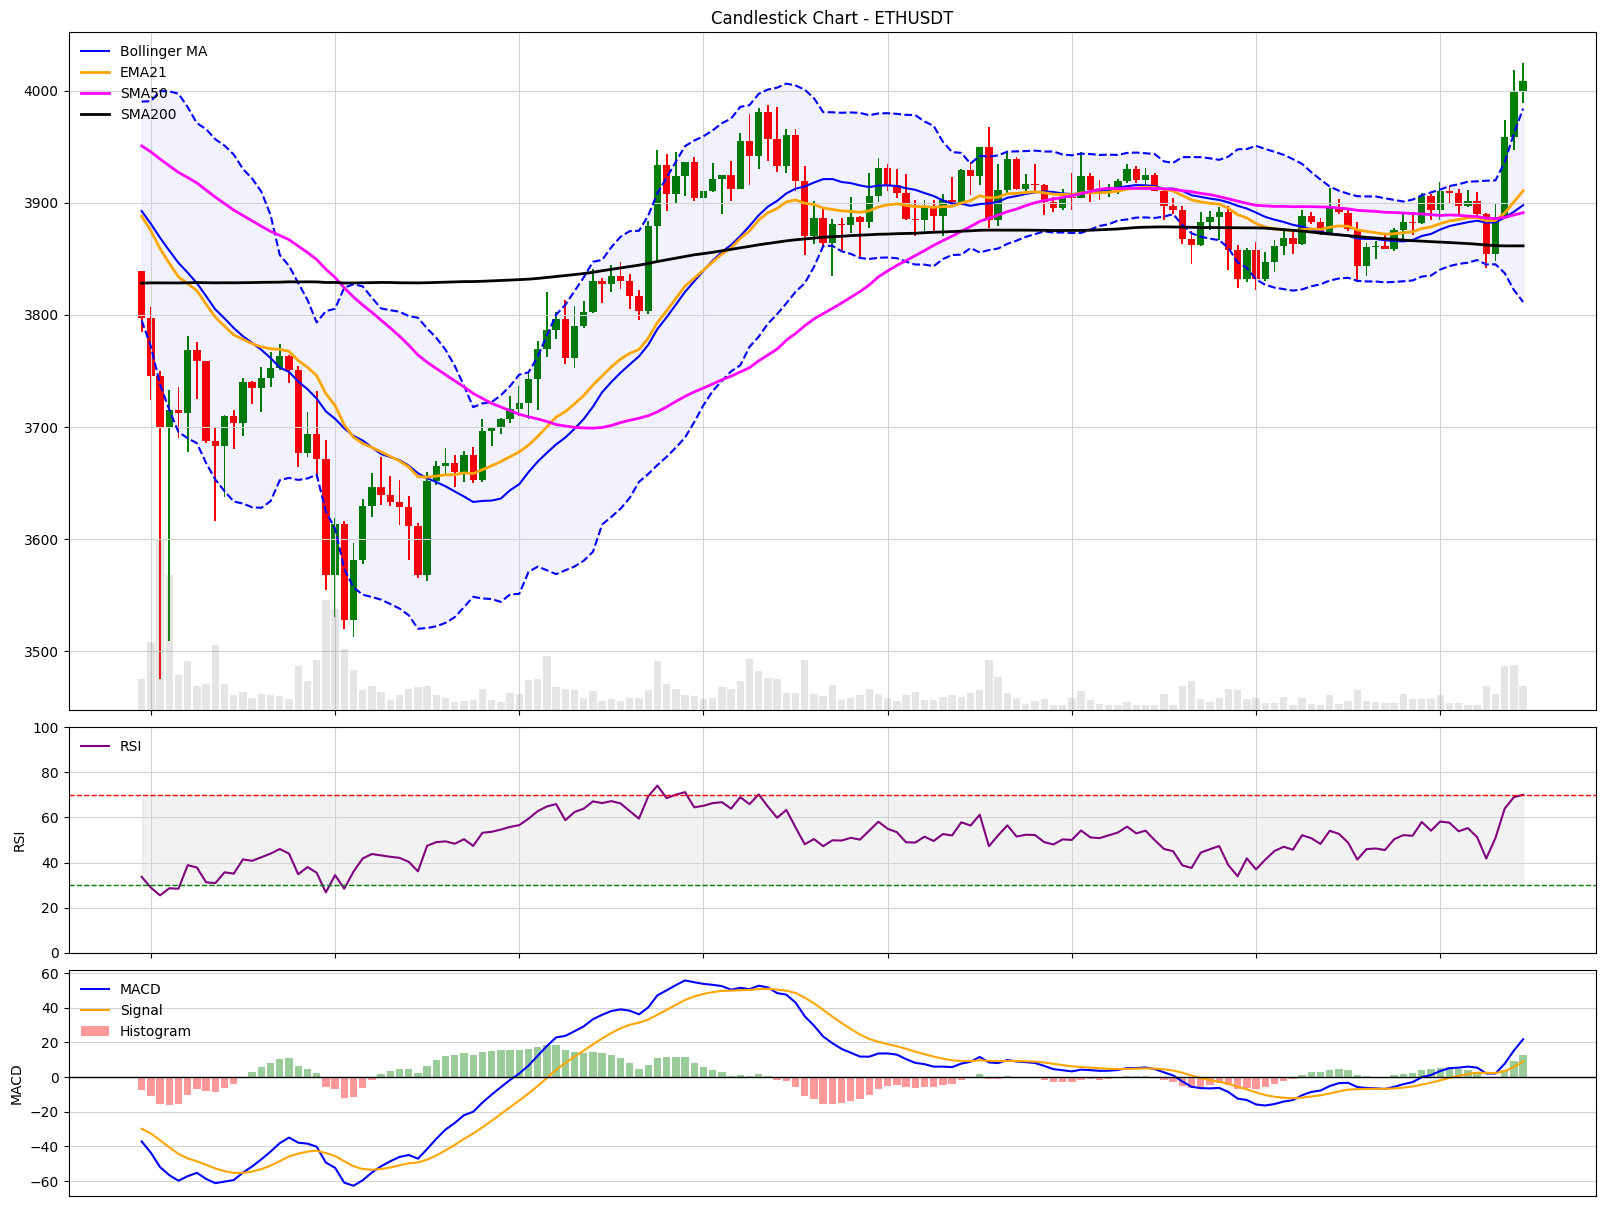 Candlestick Chart - ETHUSDT
Bollinger MA
EMA21
SMA50
SMA200
4000
3900
3800
3700
3600
3500
RSI
100
80
60
40
20
0
RSI
MACD
Signal
Histogram
60
40
20
0
−20
−40
−60
MACD